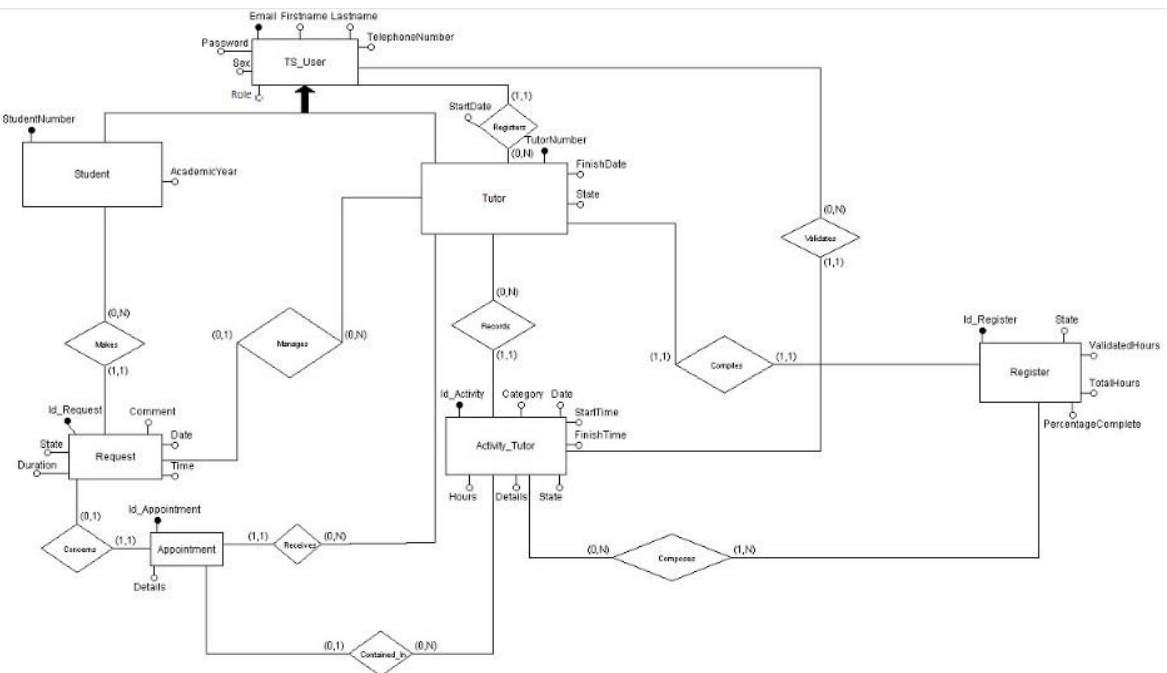 Email Firstname Lastname
TelephoneNumber
Password
TS_User
Sex
Role
(1,1)
StartDate
Registers
(0,N)
StudentNumber
TutorNumber
FinishDate
AcademicYear
Student
State
Tutor
(0,N)
Validates
(1,1)
(0,N)
(0,N)
Id_Register
State
Makes
(0,1)
Manages
(0,N)
Records
ValidatedHours
(1,1)
(1,1)
(1,1)
Compiles
(1,1)
Register
TotalHours
Id_Request
Comment
Id_Activity
Category
Date
StartTime
PercentageComplete
State
Date
FinishTime
Request
Activity_Tutor
Duration
Time
Hours
Details
State
(0,1)
Id_Appointment
Concerns
(1,1)
Appointment
(1,1)
Receives
(0,N)
(0,N)
Composes
(1,N)
Details
(0,1)
Contained_In
(0,N)